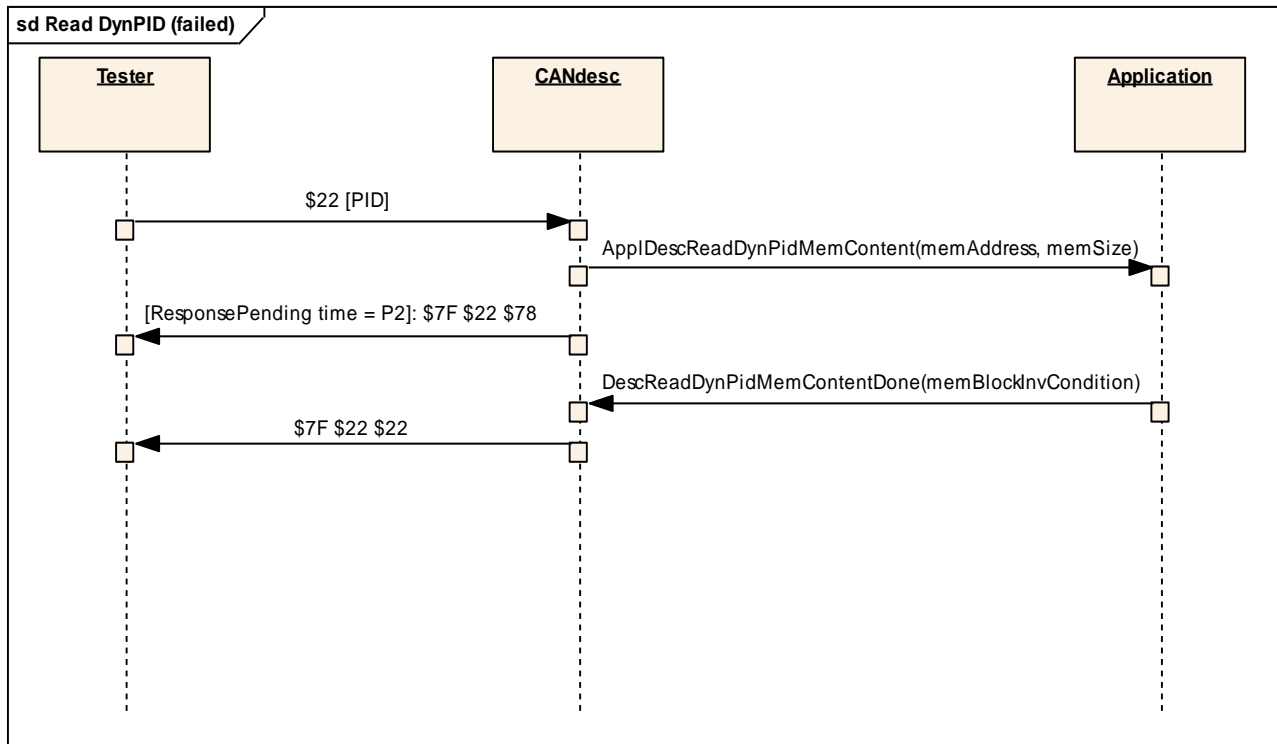 sd Read DynPID (failed)
Tester
CANdesc
Application
$22 [PID]
ApplDescReadDynPidMemContent(memAddress, memSize)
[ResponsePending time = P2]: $7F $22 $78
DescReadDynPidMemContentDone(memBlockInvCondition)
$7F $22 $22